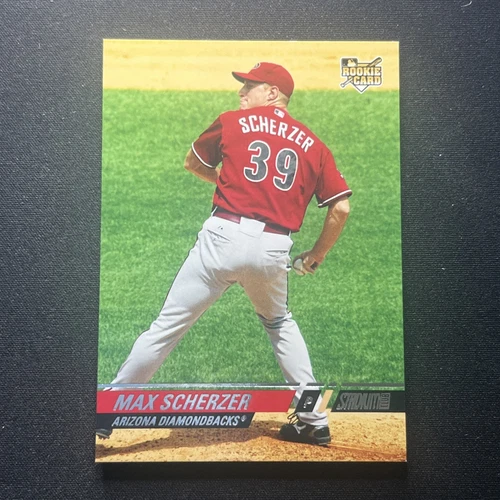 ROOKIE
CARD
SCHERZER
39
MAX SCHERZER
STADIUM
ARIZONA DIAMONDBACKS